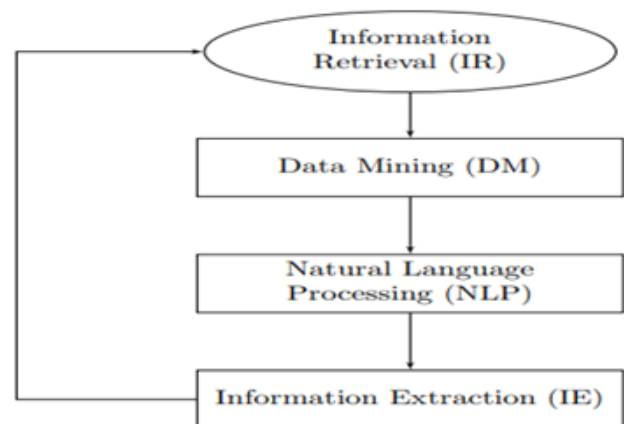 Information
Retrieval (IR)
Data Mining (DM)
Natural Language
Processing (NLP)
Information Extraction (IE)